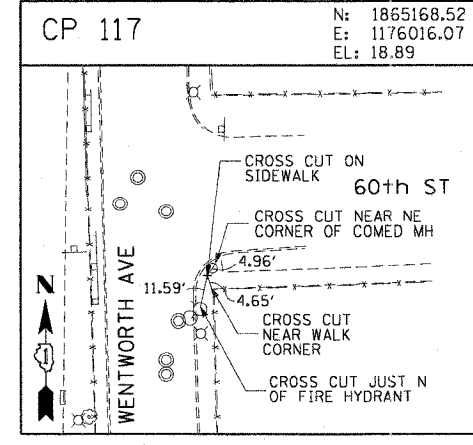 CP 117
N: 1865168.52
E: 1176016.07
EL: 18.89
CROSS CUT ON
SIDEWALK
60th ST
CROSS CUT NEAR NE
CORNER OF COMED MH
4.96'
11.59'
4.65'
N
WENTWORTH AVE
CROSS CUT
NEAR WALK
CORNER
CROSS CUT JUST N
OF FIRE HYDRANT